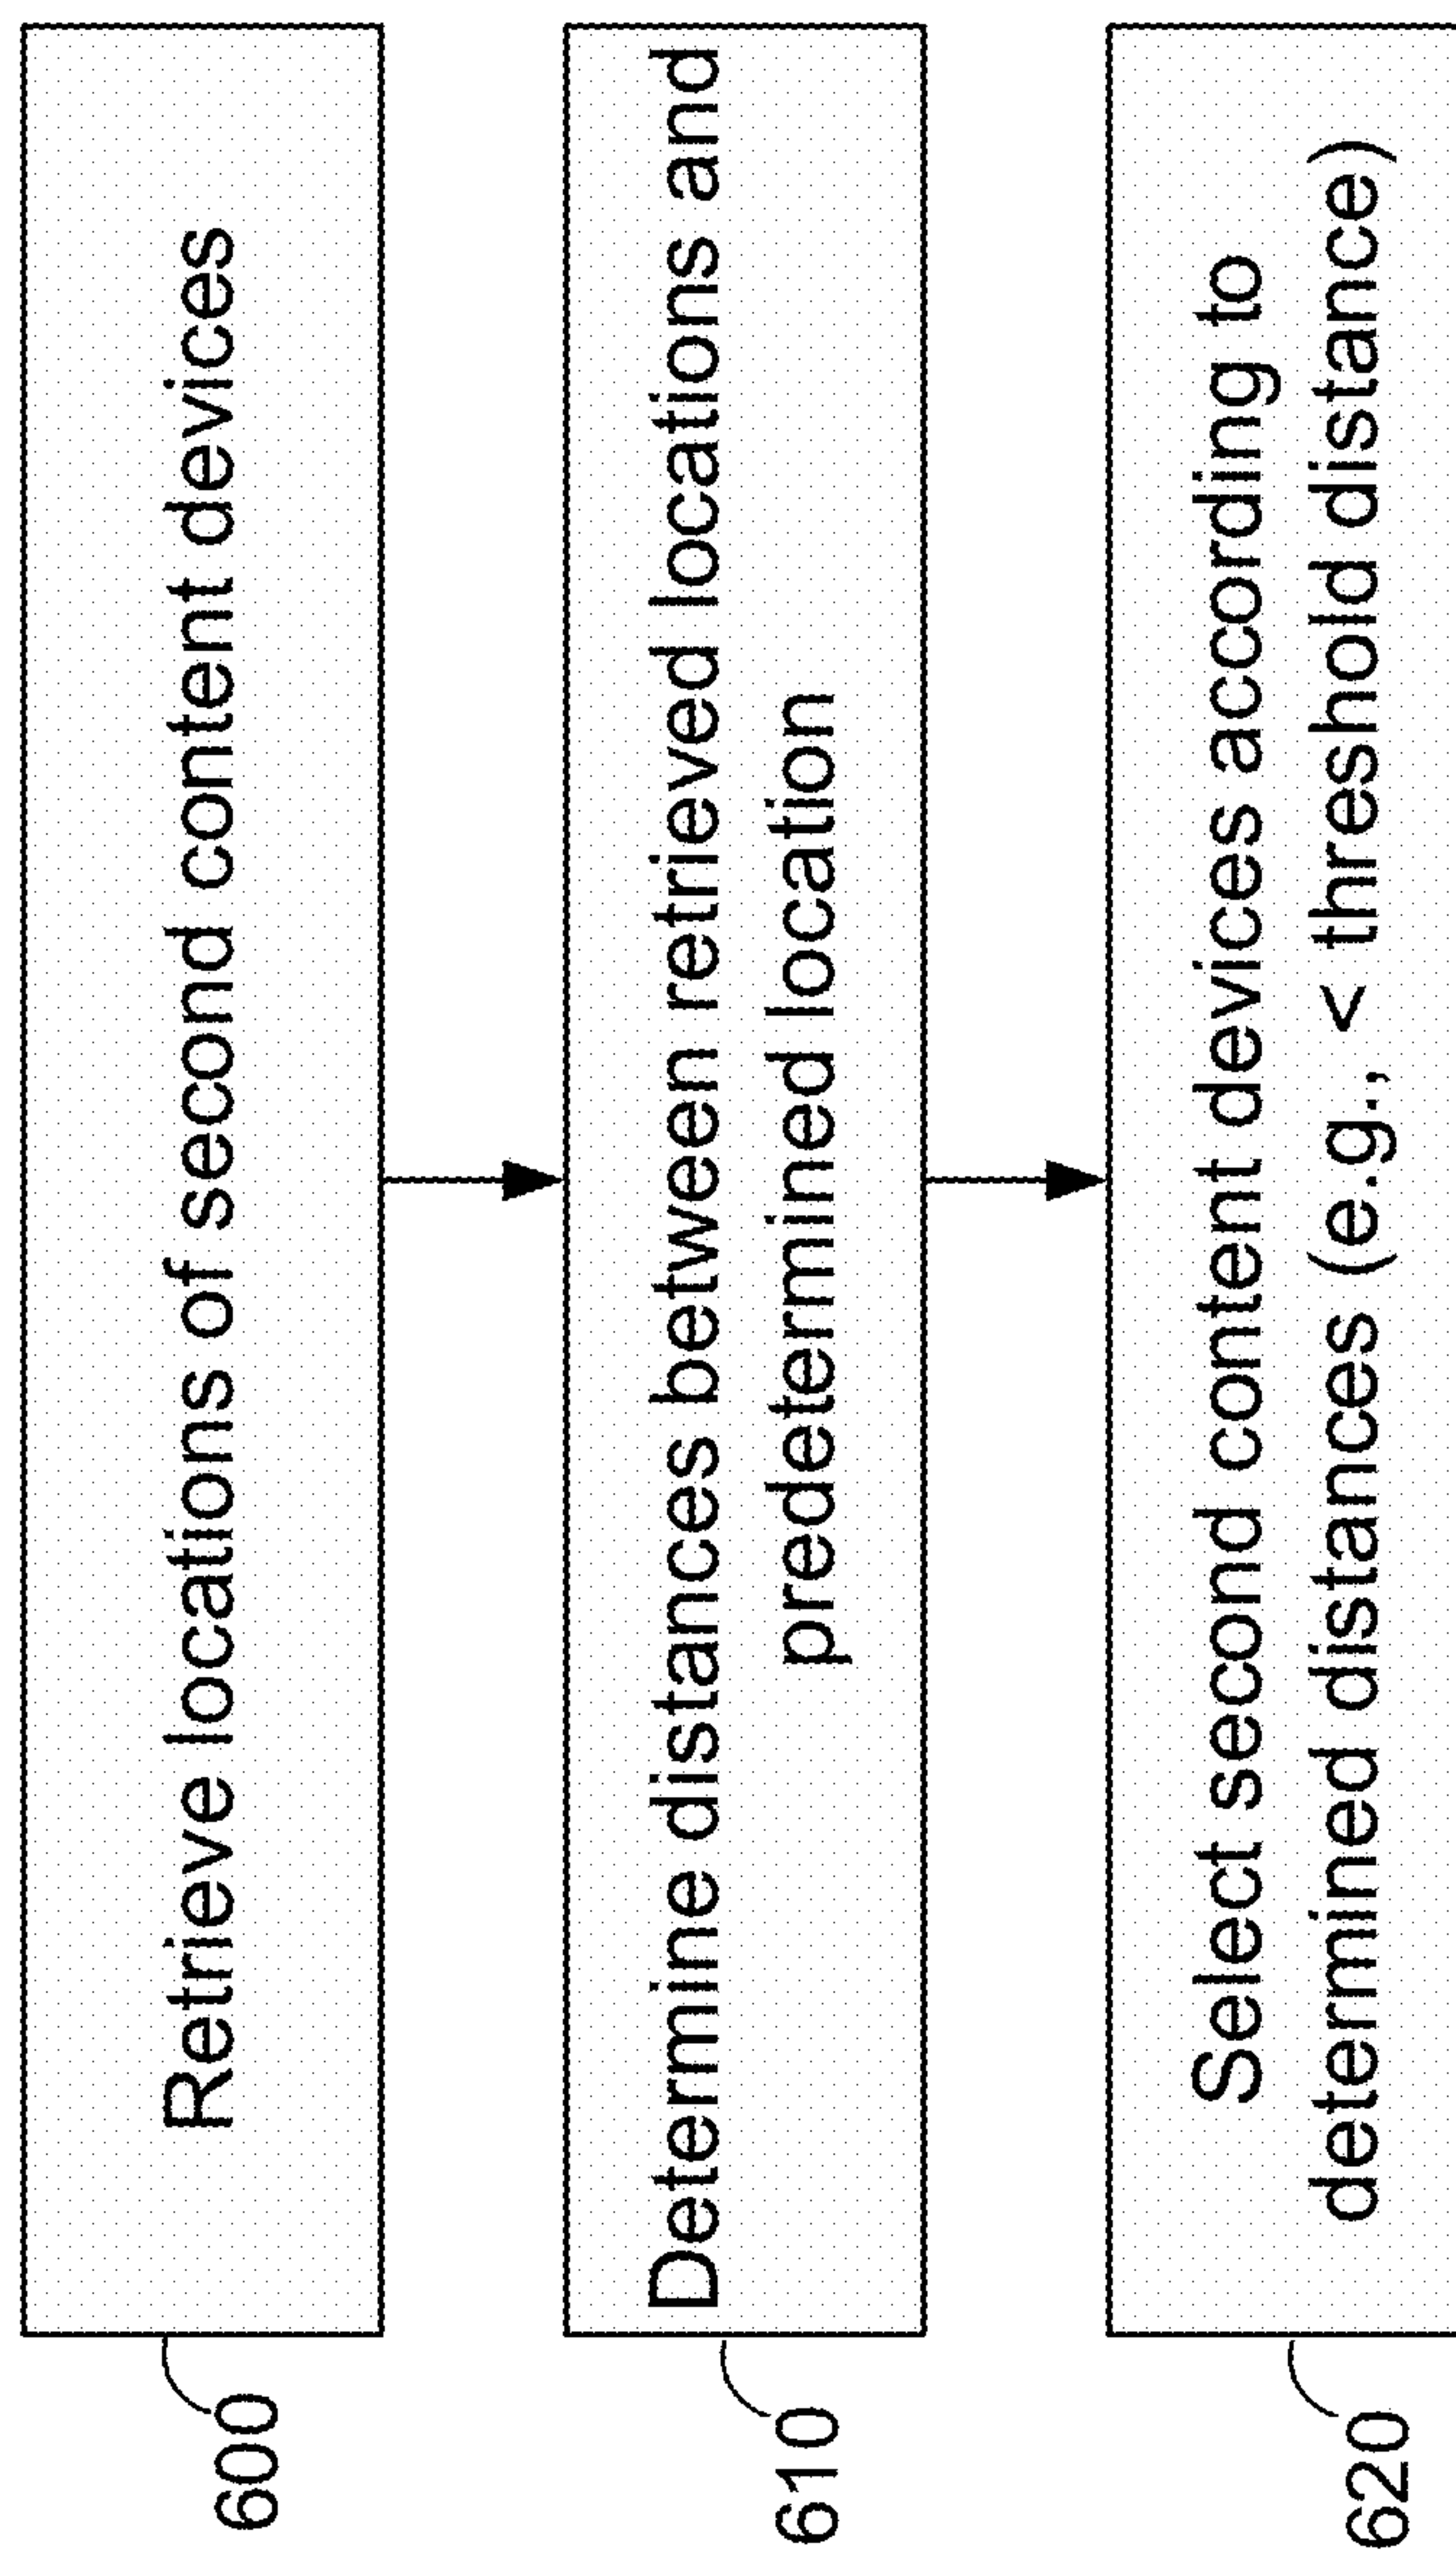 600
Retrieve locations of second content devices
610
Determine distances between retrieved locations and
predetermined location
620
Select second content devices according to
determined distances (e.g., < threshold distance)